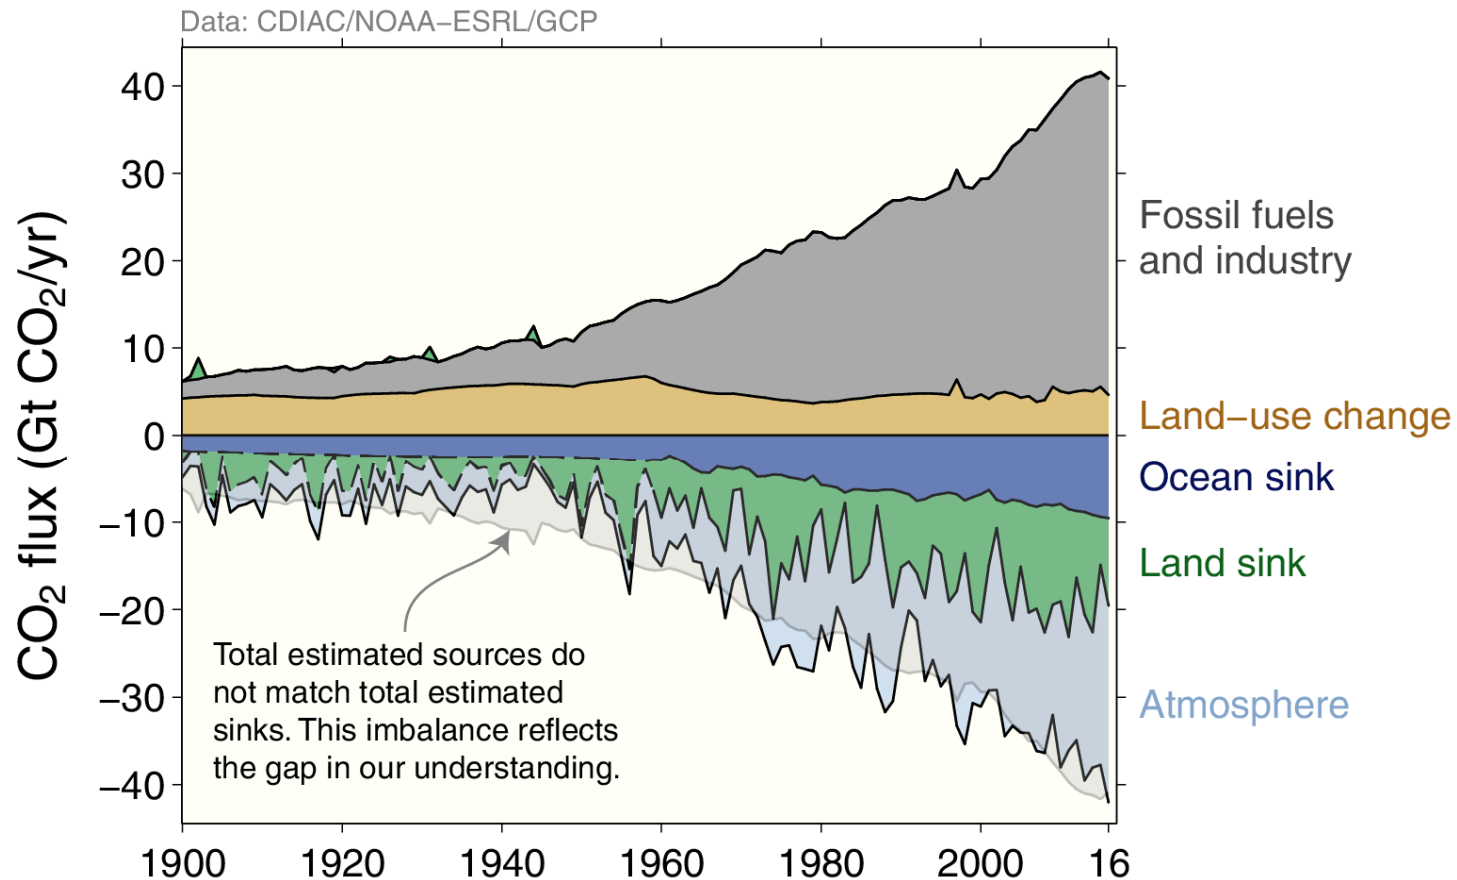 Data: CDIAC/NOAA−ESRL/GCP
CO₂ flux (Gt CO₂/yr)
40
30
20
10
0
−10
−20
−30
−40
Fossil fuels
and industry
Land−use change
Ocean sink
Land sink
Atmosphere
Total estimated sources do
not match total estimated
sinks. This imbalance reflects
the gap in our understanding.
1900 1920 1940 1960 1980 2000 16